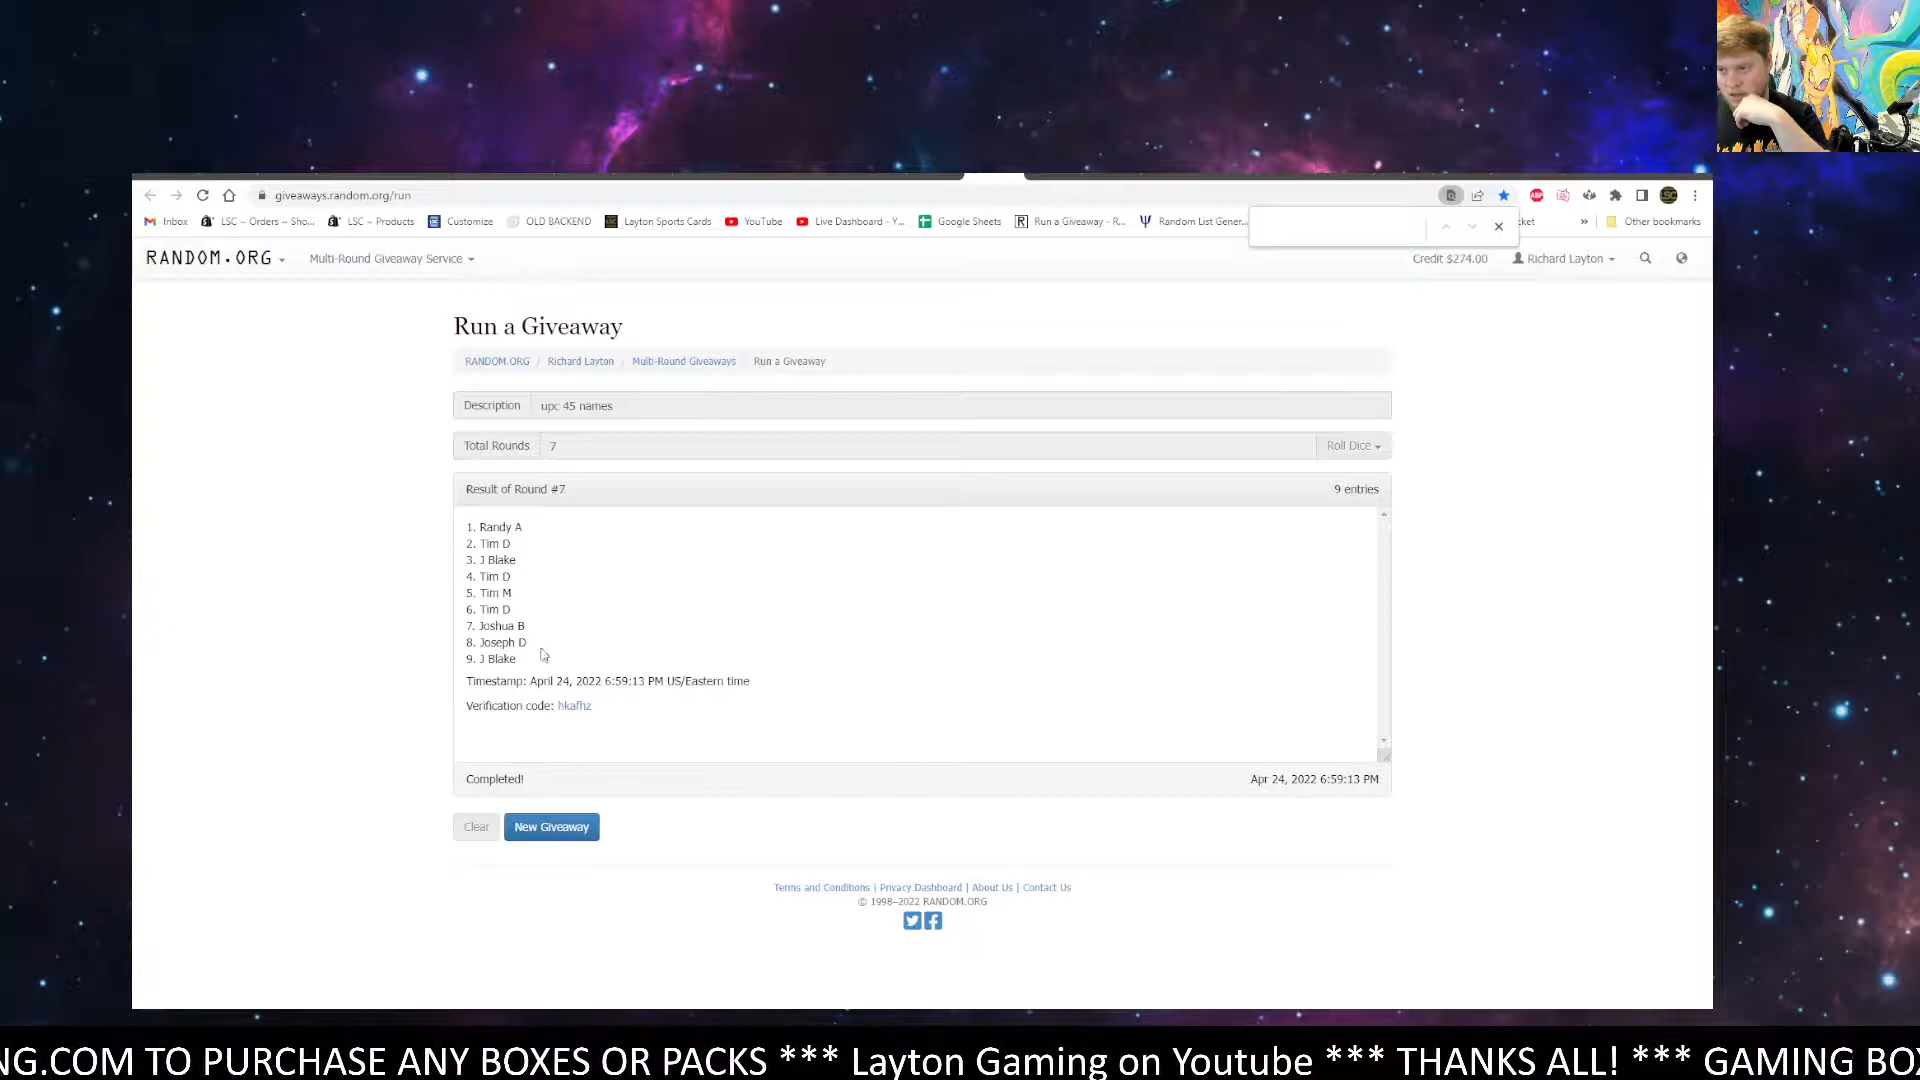 giveaways.random.org/run
Inbox LSC ~ Orders ~ Sho... LSC ~ Products Customize OLD BACKEND Layton Sports Cards YouTube Live Dashboard - Y... Google Sheets Run a Giveaway - R... Random List Gener... cket » Other bookmarks
RANDOM.ORG Multi-Round Giveaway Service Credit $274.00 Richard Layton
Run a Giveaway
RANDOM.ORG / Richard Layton / Multi-Round Giveaways Run a Giveaway
Description upc 45 names
Total Rounds 7 Roll Dice
Result of Round #7 9 entries
1. Randy A
2. Tim D
3. J Blake
4. Tim D
5. Tim M
6. Tim D
7. Joshua B
8. Joseph D
9. J Blake
Timestamp: April 24, 2022 6:59:13 PM US/Eastern time
Verification code: hkafhz
Completed! Apr 24, 2022 6:59:13 PM
Clear New Giveaway
Terms and Conditions | Privacy Dashboard | About Us | Contact Us
© 1998–2022 RANDOM.ORG
NG.COM TO PURCHASE ANY BOXES OR PACKS *** Layton Gaming on Youtube *** THANKS ALL! *** GAMING BOX